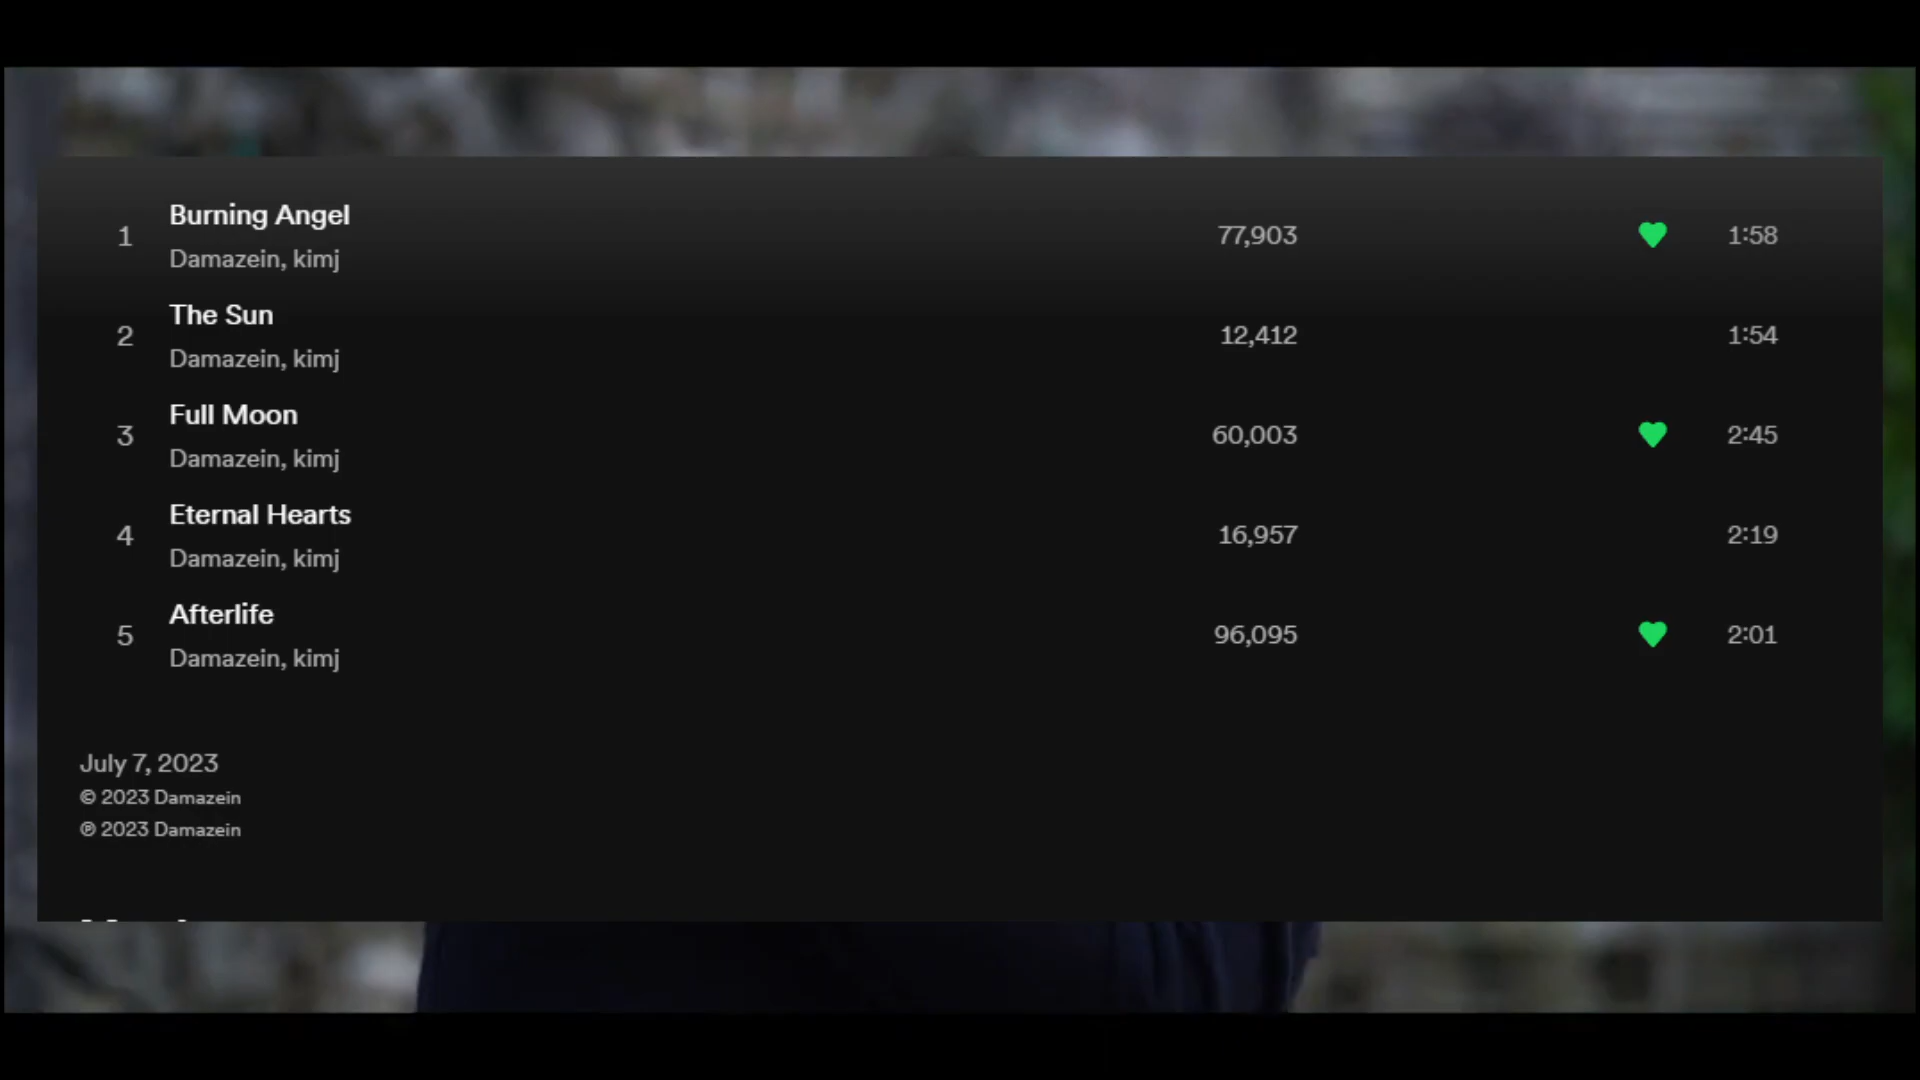 1 Burning Angel 77,903 1:58
Damazein, kimj
2 The Sun 12,412 1:54
Damazein, kimj
3 Full Moon 60,003 2:45
Damazein, kimj
4 Eternal Hearts 16,957 2:19
Damazein, kimj
5 Afterlife 96,095 2:01
Damazein, kimj
July 7, 2023
© 2023 Damazein
℗ 2023 Damazein